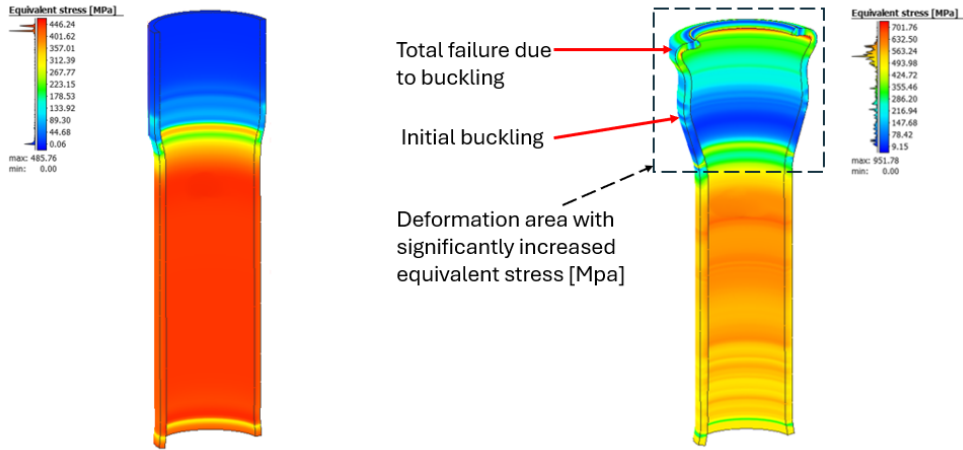 Equivalent stress [MPa]
446.24
401.62
357.01
312.39
267.77
223.15
178.53
133.92
89.30
44.68
0.06
max: 485.76
min: 0.00
Total failure due
to buckling
Initial buckling
Deformation area with
significantly increased
equivalent stress [Mpa]
Equivalent stress [MPa]
701.76
632.50
563.24
493.98
424.72
355.46
286.20
216.94
147.68
78.42
9.15
max: 951.78
min: 0.00